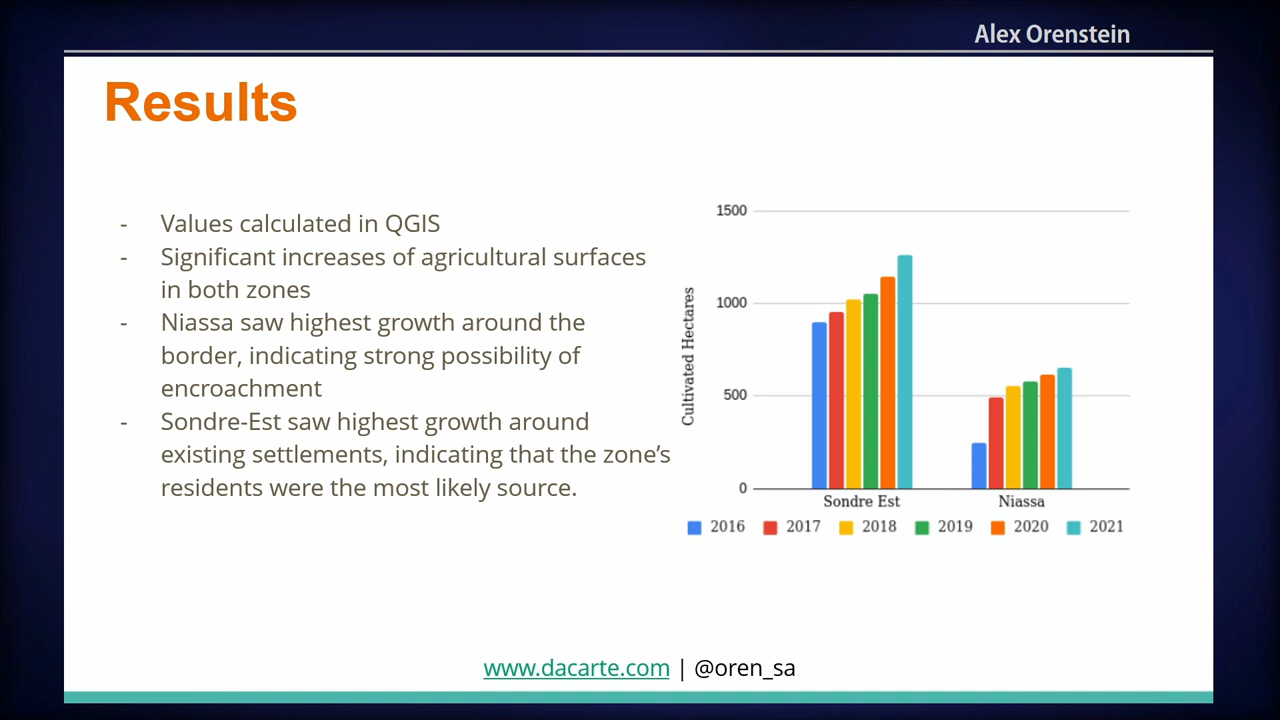 Alex Orenstein
Results
- Values calculated in QGIS
- Significant increases of agricultural surfaces
in both zones
- Niassa saw highest growth around the
border, indicating strong possibility of
encroachment
- Sondre-Est saw highest growth around
existing settlements, indicating that the zone’s
residents were the most likely source.
Cultivated Hectares
1500
1000
500
0
Sondre Est Niassa
2016 2017 2018 2019 2020 2021
www.dacarte.com | @oren_sa